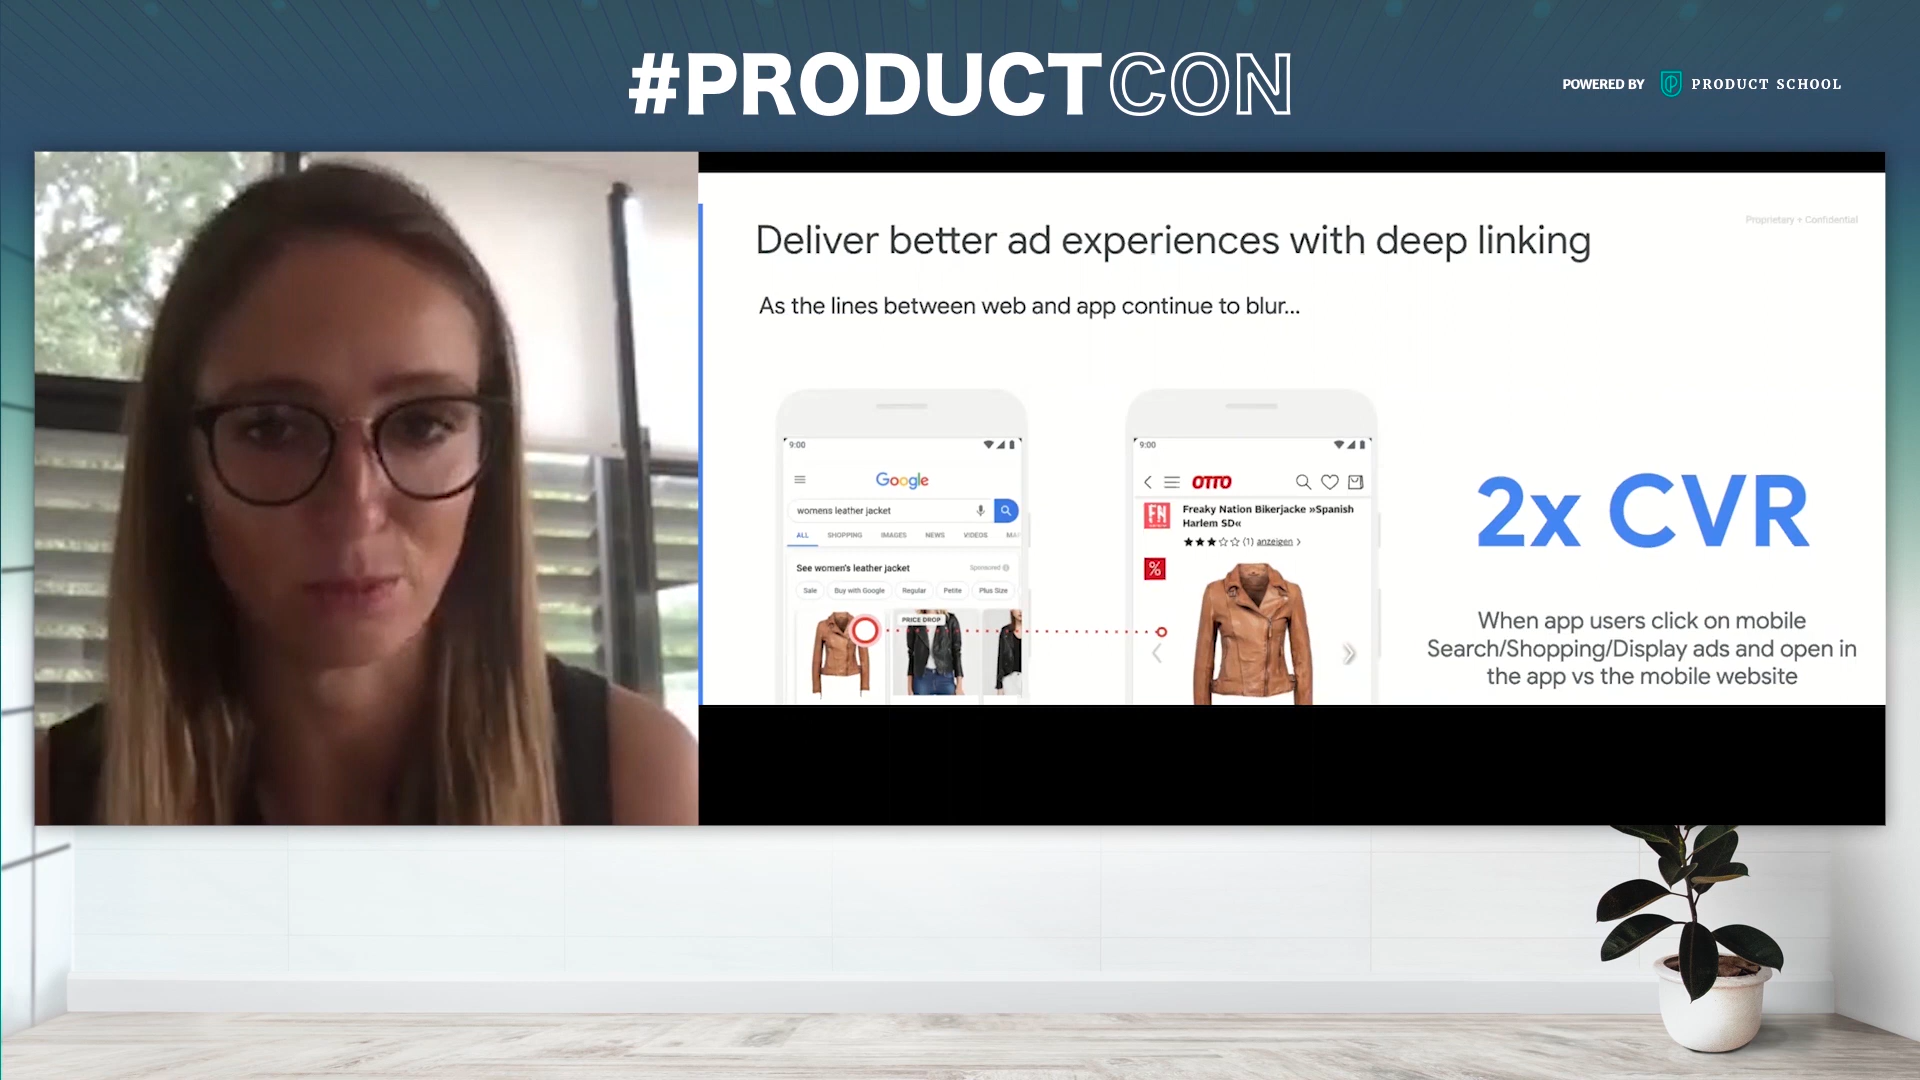 #PRODUCTCON
POWERED BY PRODUCT SCHOOL
Proprietary + Confidential
Deliver better ad experiences with deep linking
As the lines between web and app continue to blur...
9:00
Google
womens leather jacket
ALL SHOPPING IMAGES NEWS VIDEOS
See women's leather jacket Sponsored
Sale Buy with Google Regular Petite Plus Size
PRICE DROP
9:00
OTTO
FN
Freaky Nation Bikerjacke »Spanish
Harlem SD«
(1) anzeigen
%
2x CVR
When app users click on mobile
Search/Shopping/Display ads and open in
the app vs the mobile website